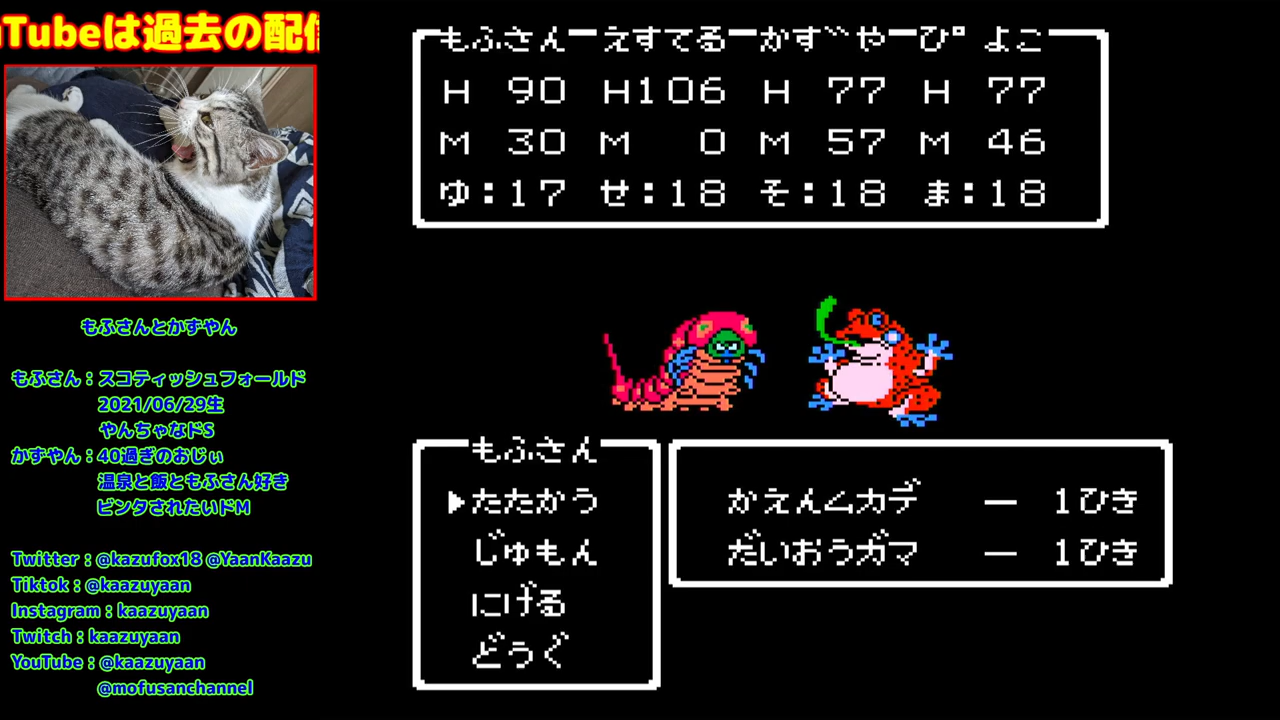 uTubeは過去の配信
もふさんとかずやん
もふさん：スコティッシュフォールド
2021/06/29生
やんちゃなドS
かずやん：40過ぎのおじぃ
温泉と飯ともふさん好き
ビンタされたいドM
Twitter：@kazufox18 @YaanKaazu
Tiktok：@kaazuyaan
Instagram：kaazuyaan
Twitch：kaazuyaan
YouTube：@kaazuyaan
@mofusanchannel
もふさん えすてる かずや ぴよこ
H 90 H106 H 77 H 77
M 30 M 0 M 57 M 46
ゆ:17 せ:18 そ:18 ま:18
もふさん
▶たたかう
じゅもん
にげる
どうぐ
かえんムカデ ー 1ひき
だいおうガマ ー 1ひき